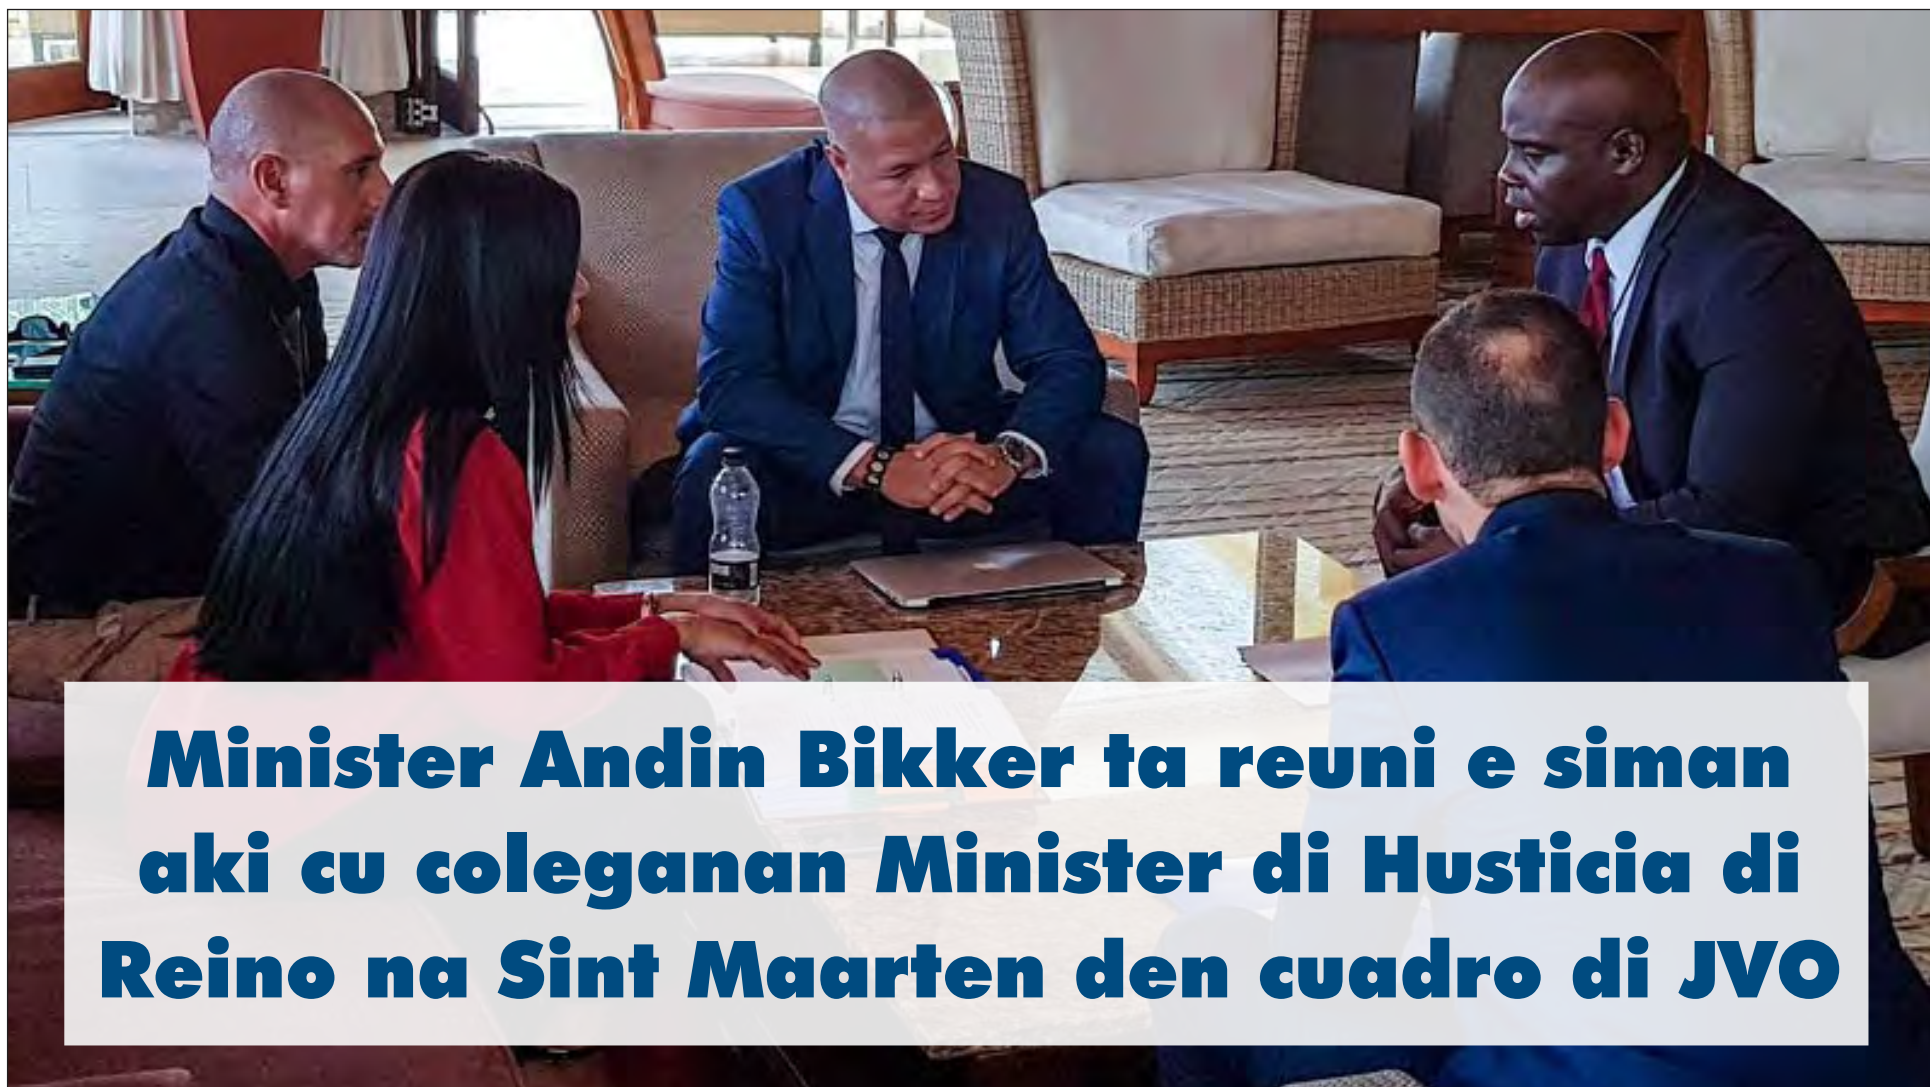 Minister Andin Bikker ta reuni e siman
aki cu coleganan Minister di Husticia di
Reino na Sint Maarten den cuadro di JVO